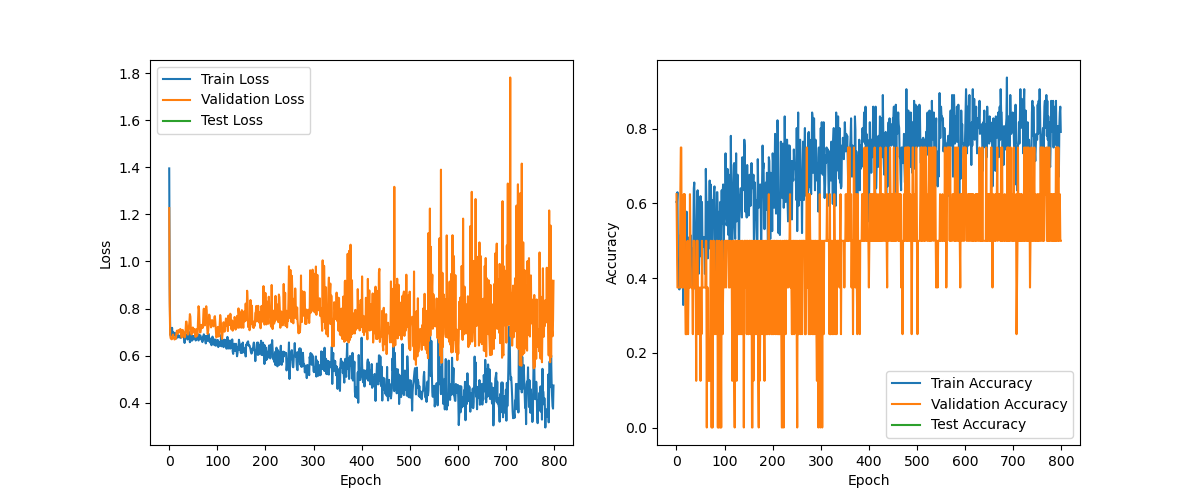 Train Loss
Validation Loss
Test Loss
1.8
1.6
1.4
1.2
1.0
0.8
0.6
0.4
Loss
0 100 200 300 400 500 600 700 800
Epoch
0.8
0.6
0.4
0.2
0.0
Accuracy
Train Accuracy
Validation Accuracy
Test Accuracy
0 100 200 300 400 500 600 700 800
Epoch